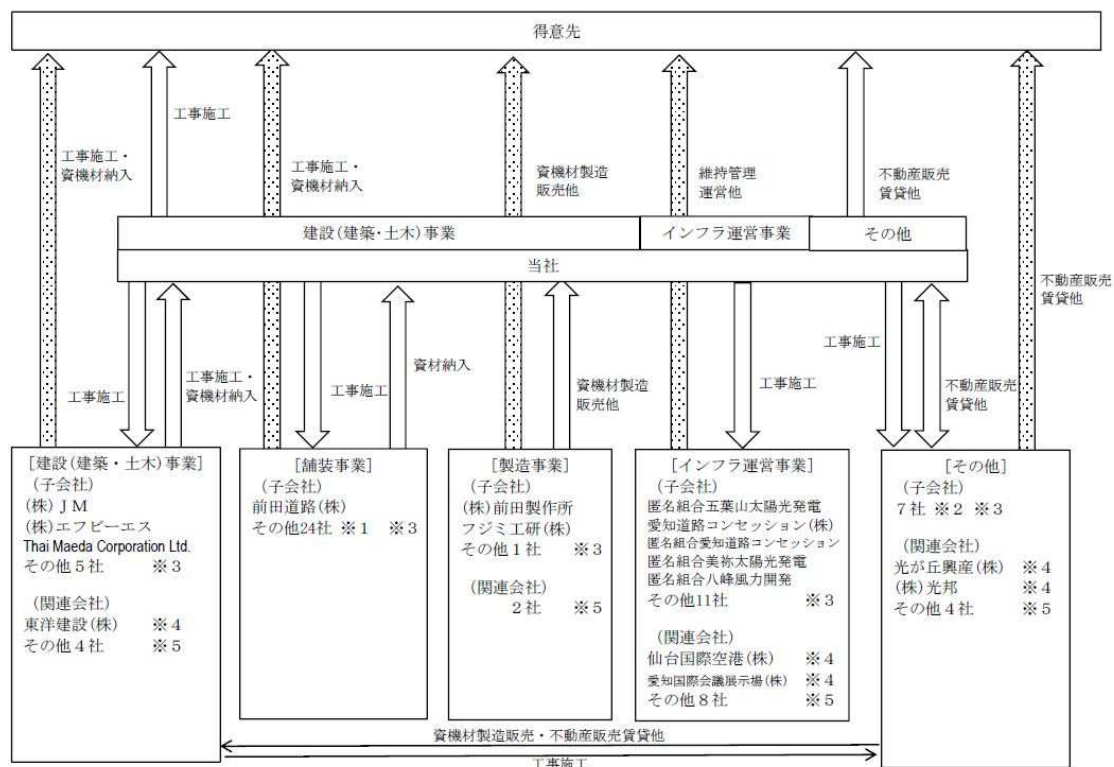 得意先
工事施工
工事施工・
資機材納入
工事施工・
資機材納入
資機材製造
販売他
維持管理
運営他
不動産販売
賃貸他
建設(建築・土木)事業
インフラ運営事業
その他
当社
不動産販売
賃貸他
工事施工
工事施工・
資機材納入
工事施工
資材納入
資機材製造
販売他
工事施工
工事施工
不動産販売
賃貸他
[建設(建築・土木)事業]
(子会社)
(株)ＪＭ
(株)エフビーエス
Thai Maeda Corporation Ltd.
その他５社 ※３
(関連会社)
東洋建設(株) ※４
その他４社 ※５
[舗装事業]
(子会社)
前田道路(株)
その他24社 ※１ ※３
[製造事業]
(子会社)
(株)前田製作所
フジミ工研(株)
その他１社 ※３
(関連会社)
２社 ※５
[インフラ運営事業]
(子会社)
匿名組合五葉山太陽光発電
愛知道路コンセッション(株)
匿名組合愛知道路コンセッション
匿名組合美祢太陽光発電
匿名組合八峰風力開発
その他11社 ※３
(関連会社)
仙台国際空港(株) ※４
愛知国際会議展示場(株) ※４
その他８社 ※５
[その他]
(子会社)
７社 ※２ ※３
(関連会社)
光が丘興産(株) ※４
(株)光邦 ※４
その他４社 ※５
資機材製造販売・不動産販売賃貸他
工事施工